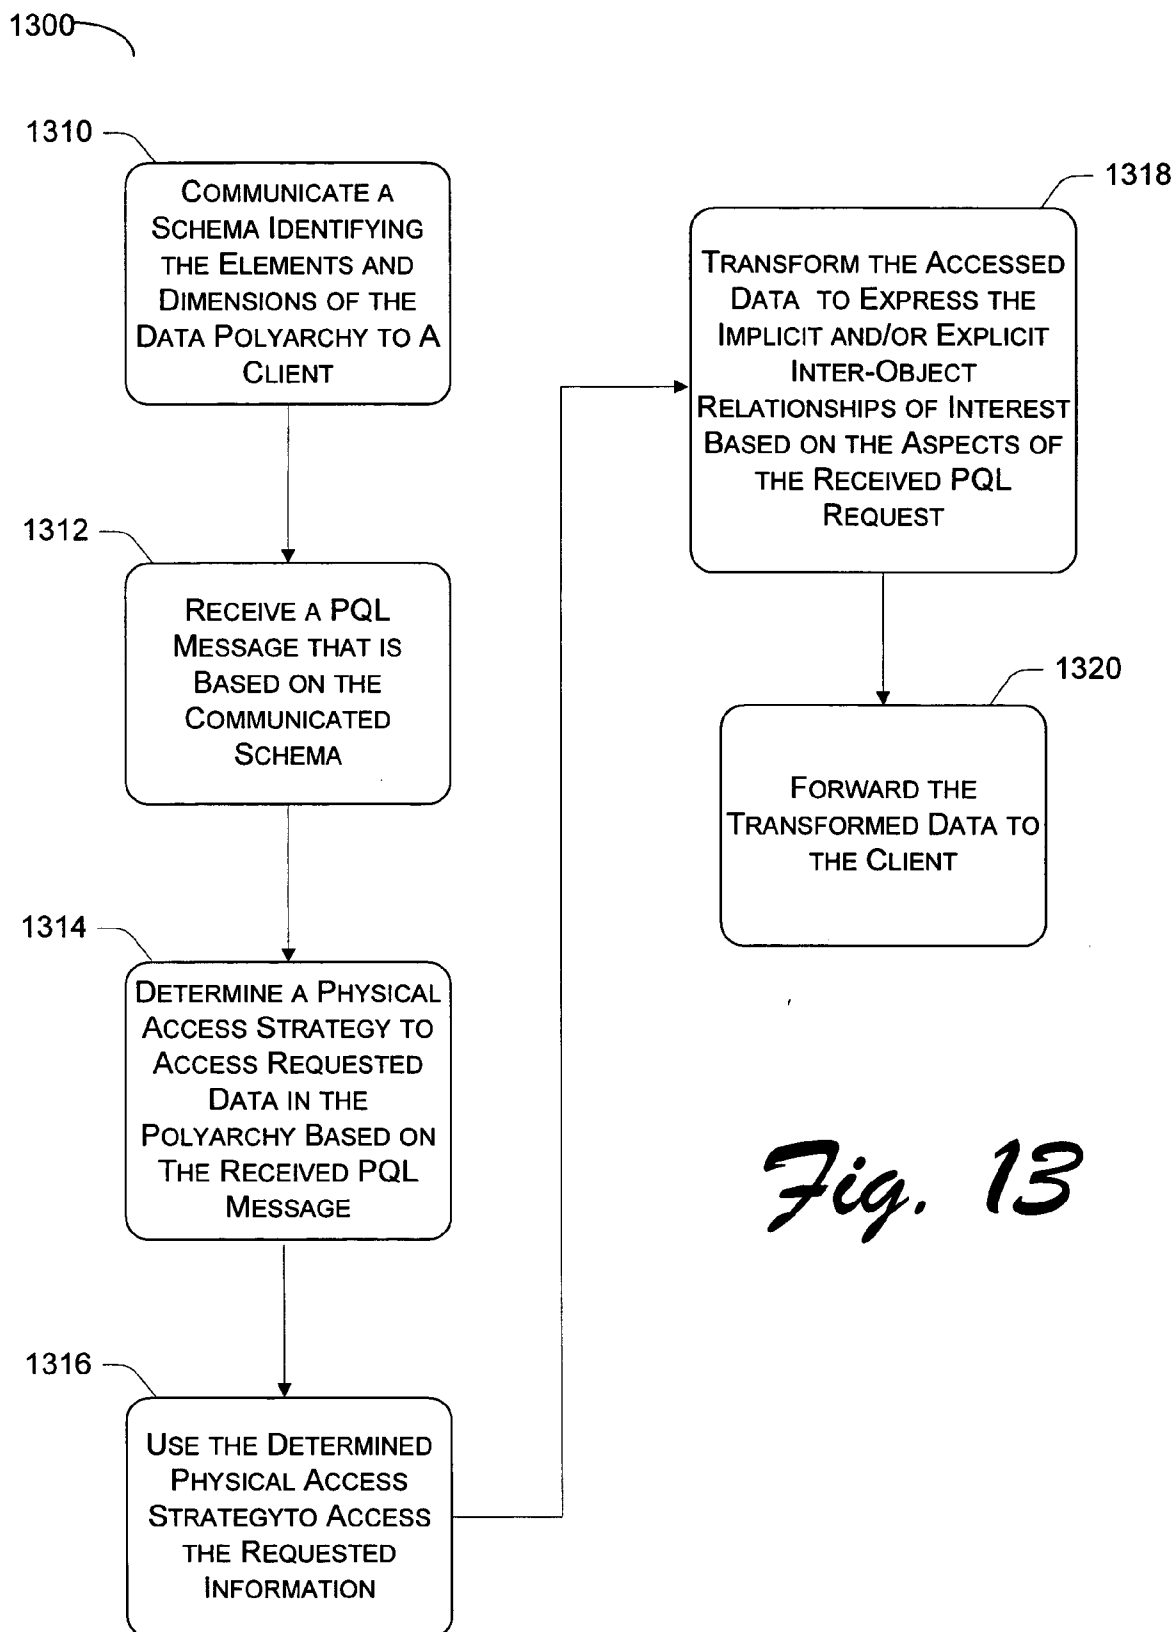 1300
1310
COMMUNICATE A
SCHEMA IDENTIFYING
THE ELEMENTS AND
DIMENSIONS OF THE
DATA POLYARCHY TO A
CLIENT
1312
RECEIVE A PQL
MESSAGE THAT IS
BASED ON THE
COMMUNICATED
SCHEMA
1314
DETERMINE A PHYSICAL
ACCESS STRATEGY TO
ACCESS REQUESTED
DATA IN THE
POLYARCHY BASED ON
THE RECEIVED PQL
MESSAGE
1316
USE THE DETERMINED
PHYSICAL ACCESS
STRATEGYTO ACCESS
THE REQUESTED
INFORMATION
1318
TRANSFORM THE ACCESSED
DATA TO EXPRESS THE
IMPLICIT AND/OR EXPLICIT
INTER-OBJECT
RELATIONSHIPS OF INTEREST
BASED ON THE ASPECTS OF
THE RECEIVED PQL
REQUEST
1320
FORWARD THE
TRANSFORMED DATA TO
THE CLIENT
Fig. 13